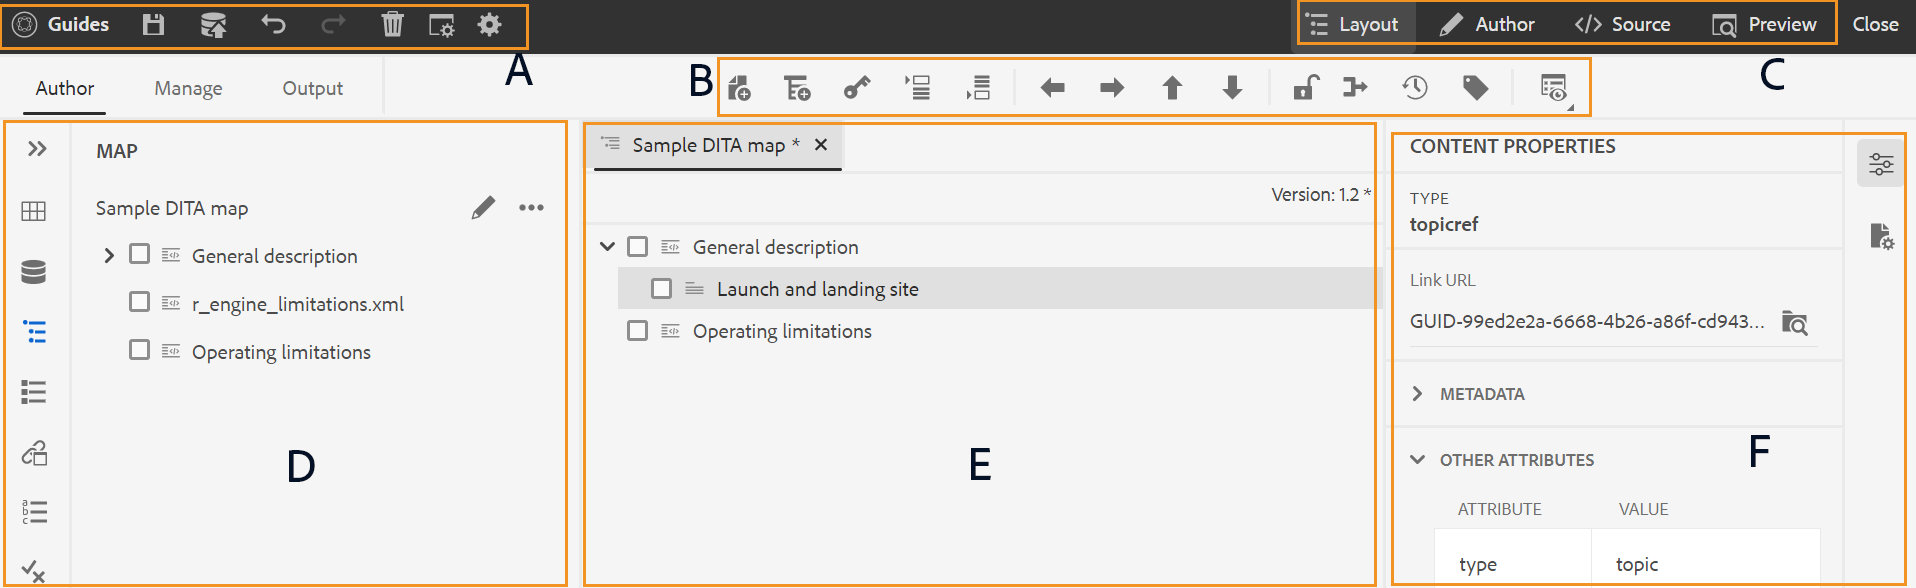 Guides
Layout
Author
Source
Preview
Close
A
B
C
Author
Manage
Output
MAP
Sample DITA map
General description
r_engine_limitations.xml
Operating limitations
D
Sample DITA map *
Version: 1.2 *
General description
Launch and landing site
Operating limitations
E
CONTENT PROPERTIES
TYPE
topicref
Link URL
GUID-99ed2e2a-6668-4b26-a86f-cd943...
METADATA
OTHER ATTRIBUTES
F
ATTRIBUTE VALUE
type topic
a
b
c